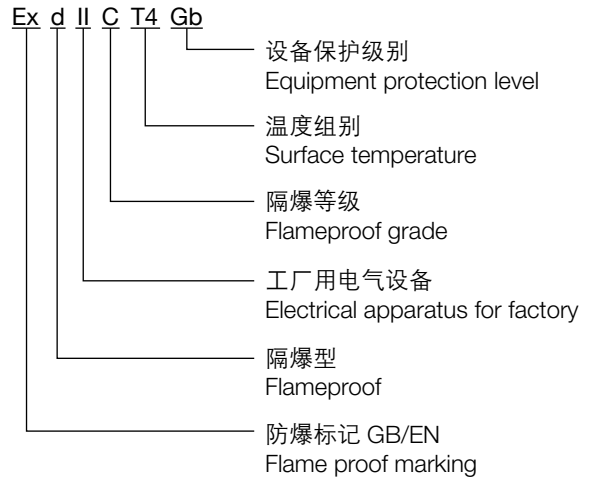 Ex d II C T4 Gb
设备保护级别
Equipment protection level
温度组别
Surface temperature
隔爆等级
Flameproof grade
工厂用电气设备
Electrical apparatus for factory
隔爆型
Flameproof
防爆标记 GB/EN
Flame proof marking